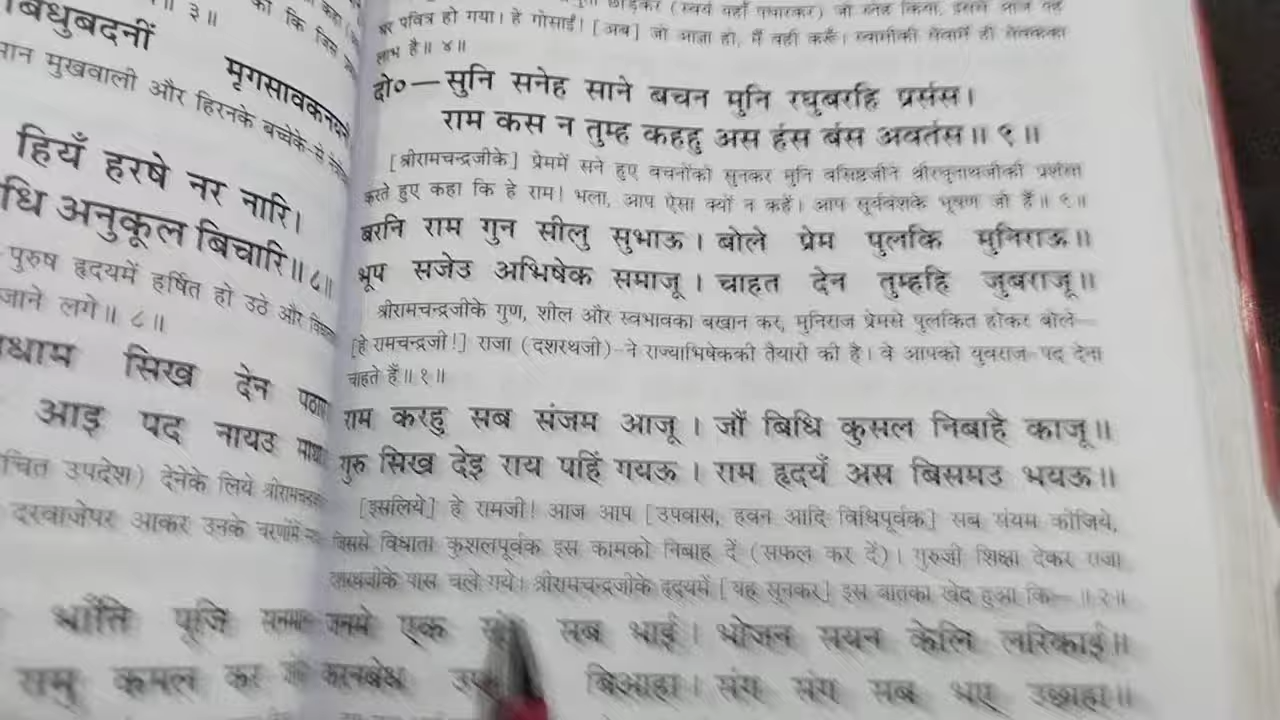 बिधुबदनीं मृगसावकनयनीं
मान मुखवाली और हिरनके बच्चेके-से
हियँ हरषे नर नारि।
धि अनुकूल बिचारि॥ ८॥
पुरुष हृदयमें हर्षित हो उठे और
जाने लगे॥ ८॥
धाम सिख देन
आइ पद नायउ माथा
चित उपदेश) देनेके लिये
दरवाजेपर आकर उनके चरणोंमें
भाँति पूजि
कमल कर
पवित्र हो गया। हे गोसाईं! [अब] जो आज्ञा हो, मैं वही करूँ। स्वामीकी सेवामें ही सेवकका
लाभ है॥ ४॥
दो०—सुनि सनेह साने बचन मुनि रघुबरहि प्रसंस।
राम कस न तुम्ह कहहु अस हंस बंस अवतंस॥ ९॥
[श्रीरामचन्द्रजीके] प्रेममें सने हुए वचनोंको सुनकर मुनि वसिष्ठजीने श्रीरघुनाथजीकी प्रशंसा
करते हुए कहा कि हे राम! भला, आप ऐसा क्यों न कहें। आप सूर्यवंशके भूषण जो हैं॥ ९॥
बरनि राम गुन सीलु सुभाऊ। बोले प्रेम पुलकि मुनिराऊ॥
भूप सजेउ अभिषेक समाजू। चाहत देन तुम्हहि जुबराजू॥
श्रीरामचन्द्रजीके गुण, शील और स्वभावका बखान कर, मुनिराज प्रेमसे पुलकित होकर बोले—
[हे रामचन्द्रजी!] राजा (दशरथजी)-ने राज्याभिषेककी तैयारी की है। वे आपको युवराज-पद देना
चाहते हैं॥ १॥
राम करहु सब संजम आजू। जौं बिधि कुसल निबाहै काजू॥
गुरु सिख देइ राय पहिं गयऊ। राम हृदयँ अस बिसमउ भयऊ॥
[इसलिये] हे रामजी! आज आप [उपवास, हवन आदि विधिपूर्वक] सब संयम कीजिये,
जिससे विधाता कुशलपूर्वक इस कामको निबाह दें (सफल कर दें)। गुरुजी शिक्षा देकर राजा
दशरथजीके पास चले गये। श्रीरामचन्द्रजीके हृदयमें [यह सुनकर] इस बातका खेद हुआ कि—॥ २॥
जनमे एक सब भाई। भोजन सयन केलि लरिकाई॥
करनबेध बिआहा। संग संग सब भए उछाहा॥